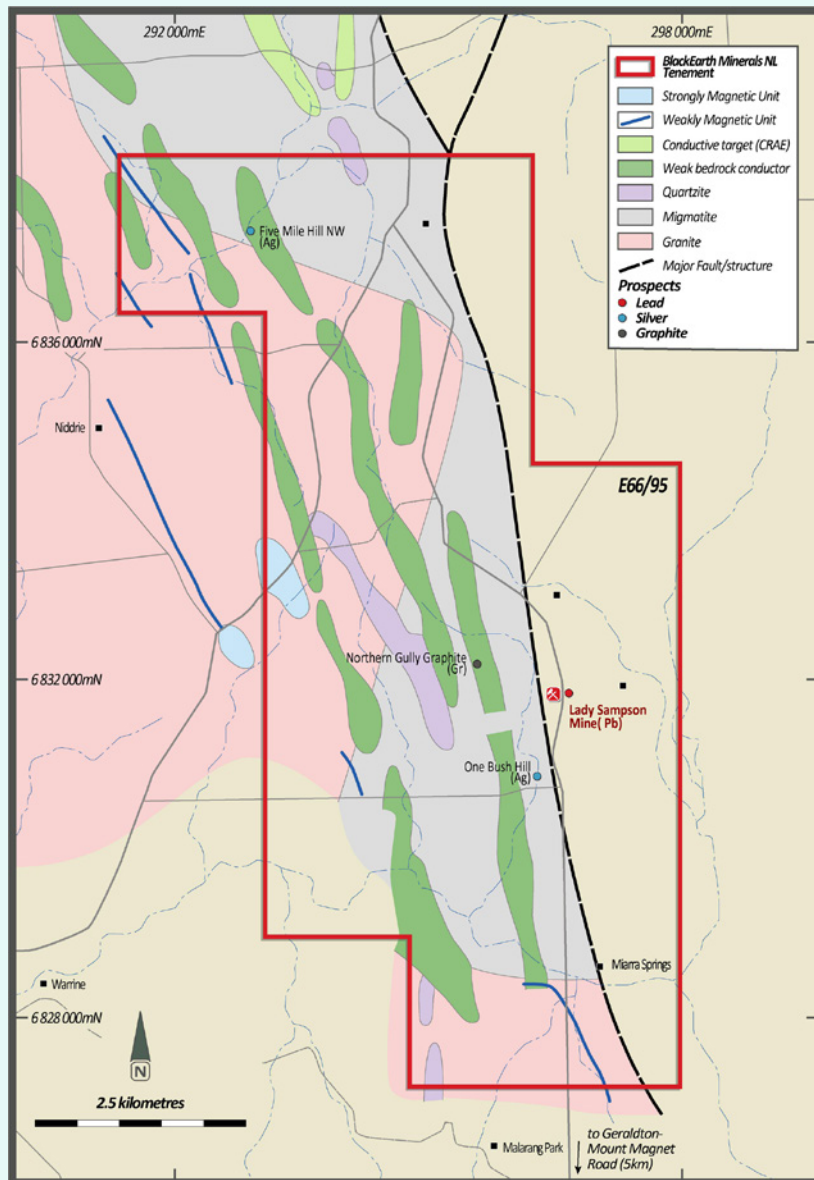 292 000mE
298 000mE
BlackEarth Minerals NL
Tenement
Strongly Magnetic Unit
Weakly Magnetic Unit
Conductive target (CRAE)
Weak bedrock conductor
Quartzite
Migmatite
Granite
Major Fault/structure
Prospects
Lead
Silver
Graphite
Five Mile Hill NW
(Ag)
6 836 000mN
Niddrie
E66/95
Northern Gully Graphite
(Gr)
6 832 000mN
Lady Sampson
Mine( Pb)
One Bush Hill
(Ag)
Miarra Springs
Warrine
6 828 000mN
N
2.5 kilometres
to Geraldton-
Mount Magnet
Road (5km)
Malarang Park